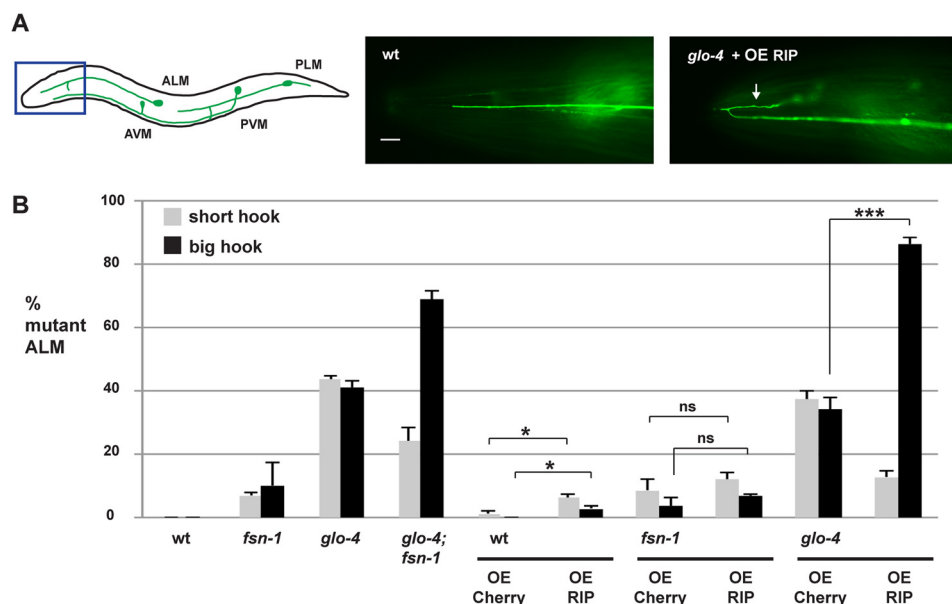 A
ALM
PLM
AVM
PVM
wt
glo-4 + OE RIP
B
100
80
60
40
20
0
% mutant ALM
short hook
big hook
*
*
ns
ns
***
wt
fsn-1
glo-4
glo-4; fsn-1
wt
fsn-1
glo-4
OE Cherry
OE RIP
OE Cherry
OE RIP
OE Cherry
OE RIP